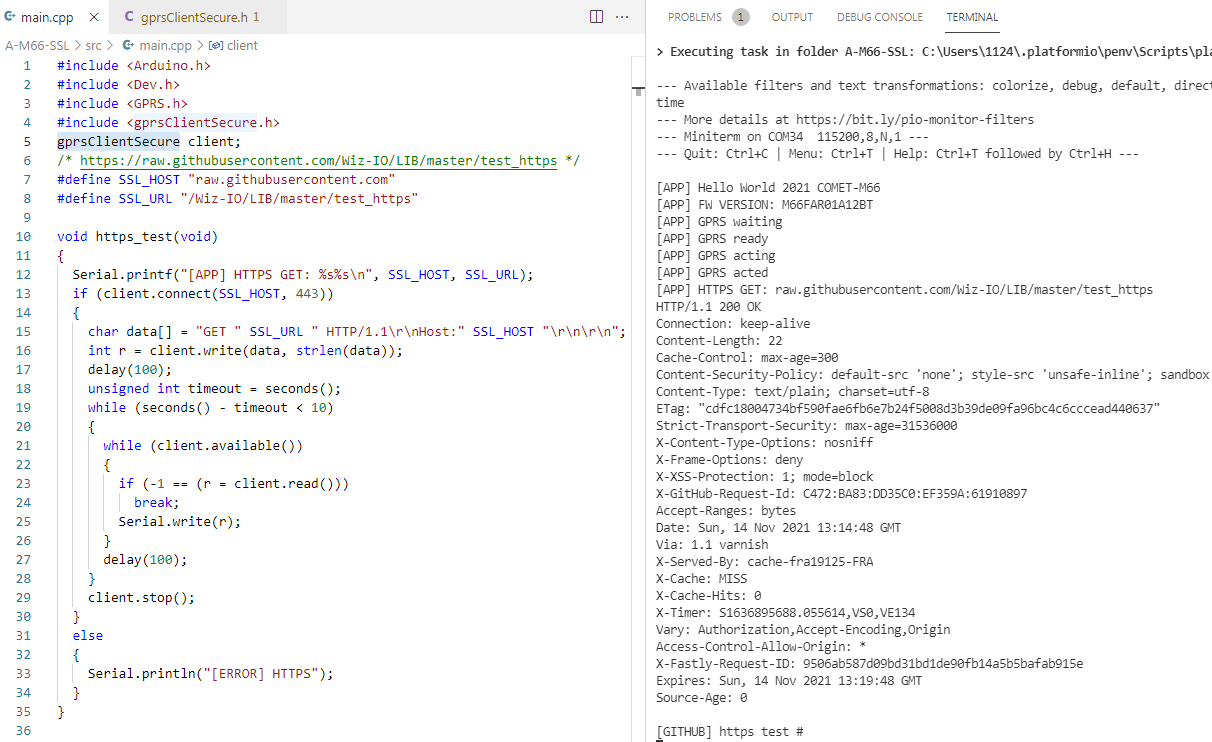 main.cpp
gprsClientSecure.h 1
A-M66-SSL > src > main.cpp > client
1 #include <Arduino.h>
2 #include <Dev.h>
3 #include <GPRS.h>
4 #include <gprsClientSecure.h>
5 gprsClientSecure client;
6 /* https://raw.githubusercontent.com/Wiz-IO/LIB/master/test_https */
7 #define SSL_HOST "raw.githubusercontent.com"
8 #define SSL_URL "/Wiz-IO/LIB/master/test_https"
9
10 void https_test(void)
11 {
12   Serial.printf("[APP] HTTPS GET: %s%s\n", SSL_HOST, SSL_URL);
13   if (client.connect(SSL_HOST, 443))
14   {
15     char data[] = "GET " SSL_URL " HTTP/1.1\r\nHost:" SSL_HOST "\r\n\r\n";
16     int r = client.write(data, strlen(data));
17     delay(100);
18     unsigned int timeout = seconds();
19     while (seconds() - timeout < 10)
20     {
21       while (client.available())
22       {
23         if (-1 == (r = client.read()))
24           break;
25         Serial.write(r);
26       }
27       delay(100);
28     }
29     client.stop();
30   }
31   else
32   {
33     Serial.println("[ERROR] HTTPS");
34   }
35 }
36
PROBLEMS 1 OUTPUT DEBUG CONSOLE TERMINAL
> Executing task in folder A-M66-SSL: C:\Users\1124\.platformio\penv\Scripts\pla
--- Available filters and text transformations: colorize, debug, default, direct
time
--- More details at https://bit.ly/pio-monitor-filters
--- Miniterm on COM34  115200,8,N,1 ---
--- Quit: Ctrl+C | Menu: Ctrl+T | Help: Ctrl+T followed by Ctrl+H ---
[APP] Hello World 2021 COMET-M66
[APP] FW VERSION: M66FAR01A12BT
[APP] GPRS waiting
[APP] GPRS ready
[APP] GPRS acting
[APP] GPRS acted
[APP] HTTPS GET: raw.githubusercontent.com/Wiz-IO/LIB/master/test_https
HTTP/1.1 200 OK
Connection: keep-alive
Content-Length: 22
Cache-Control: max-age=300
Content-Security-Policy: default-src 'none'; style-src 'unsafe-inline'; sandbox
Content-Type: text/plain; charset=utf-8
ETag: "cdfc18004734bf590fae6fb6e7b24f5008d3b39de09fa96bc4c6cccead440637"
Strict-Transport-Security: max-age=31536000
X-Content-Type-Options: nosniff
X-Frame-Options: deny
X-XSS-Protection: 1; mode=block
X-GitHub-Request-Id: C472:BA83:DD35C0:EF359A:61910897
Accept-Ranges: bytes
Date: Sun, 14 Nov 2021 13:14:48 GMT
Via: 1.1 varnish
X-Served-By: cache-fra19125-FRA
X-Cache: MISS
X-Cache-Hits: 0
X-Timer: S1636895688.055614,VS0,VE134
Vary: Authorization,Accept-Encoding,Origin
Access-Control-Allow-Origin: *
X-Fastly-Request-ID: 9506ab587d09bd31bd1de90fb14a5b5bafab915e
Expires: Sun, 14 Nov 2021 13:19:48 GMT
Source-Age: 0
[GITHUB] https test #